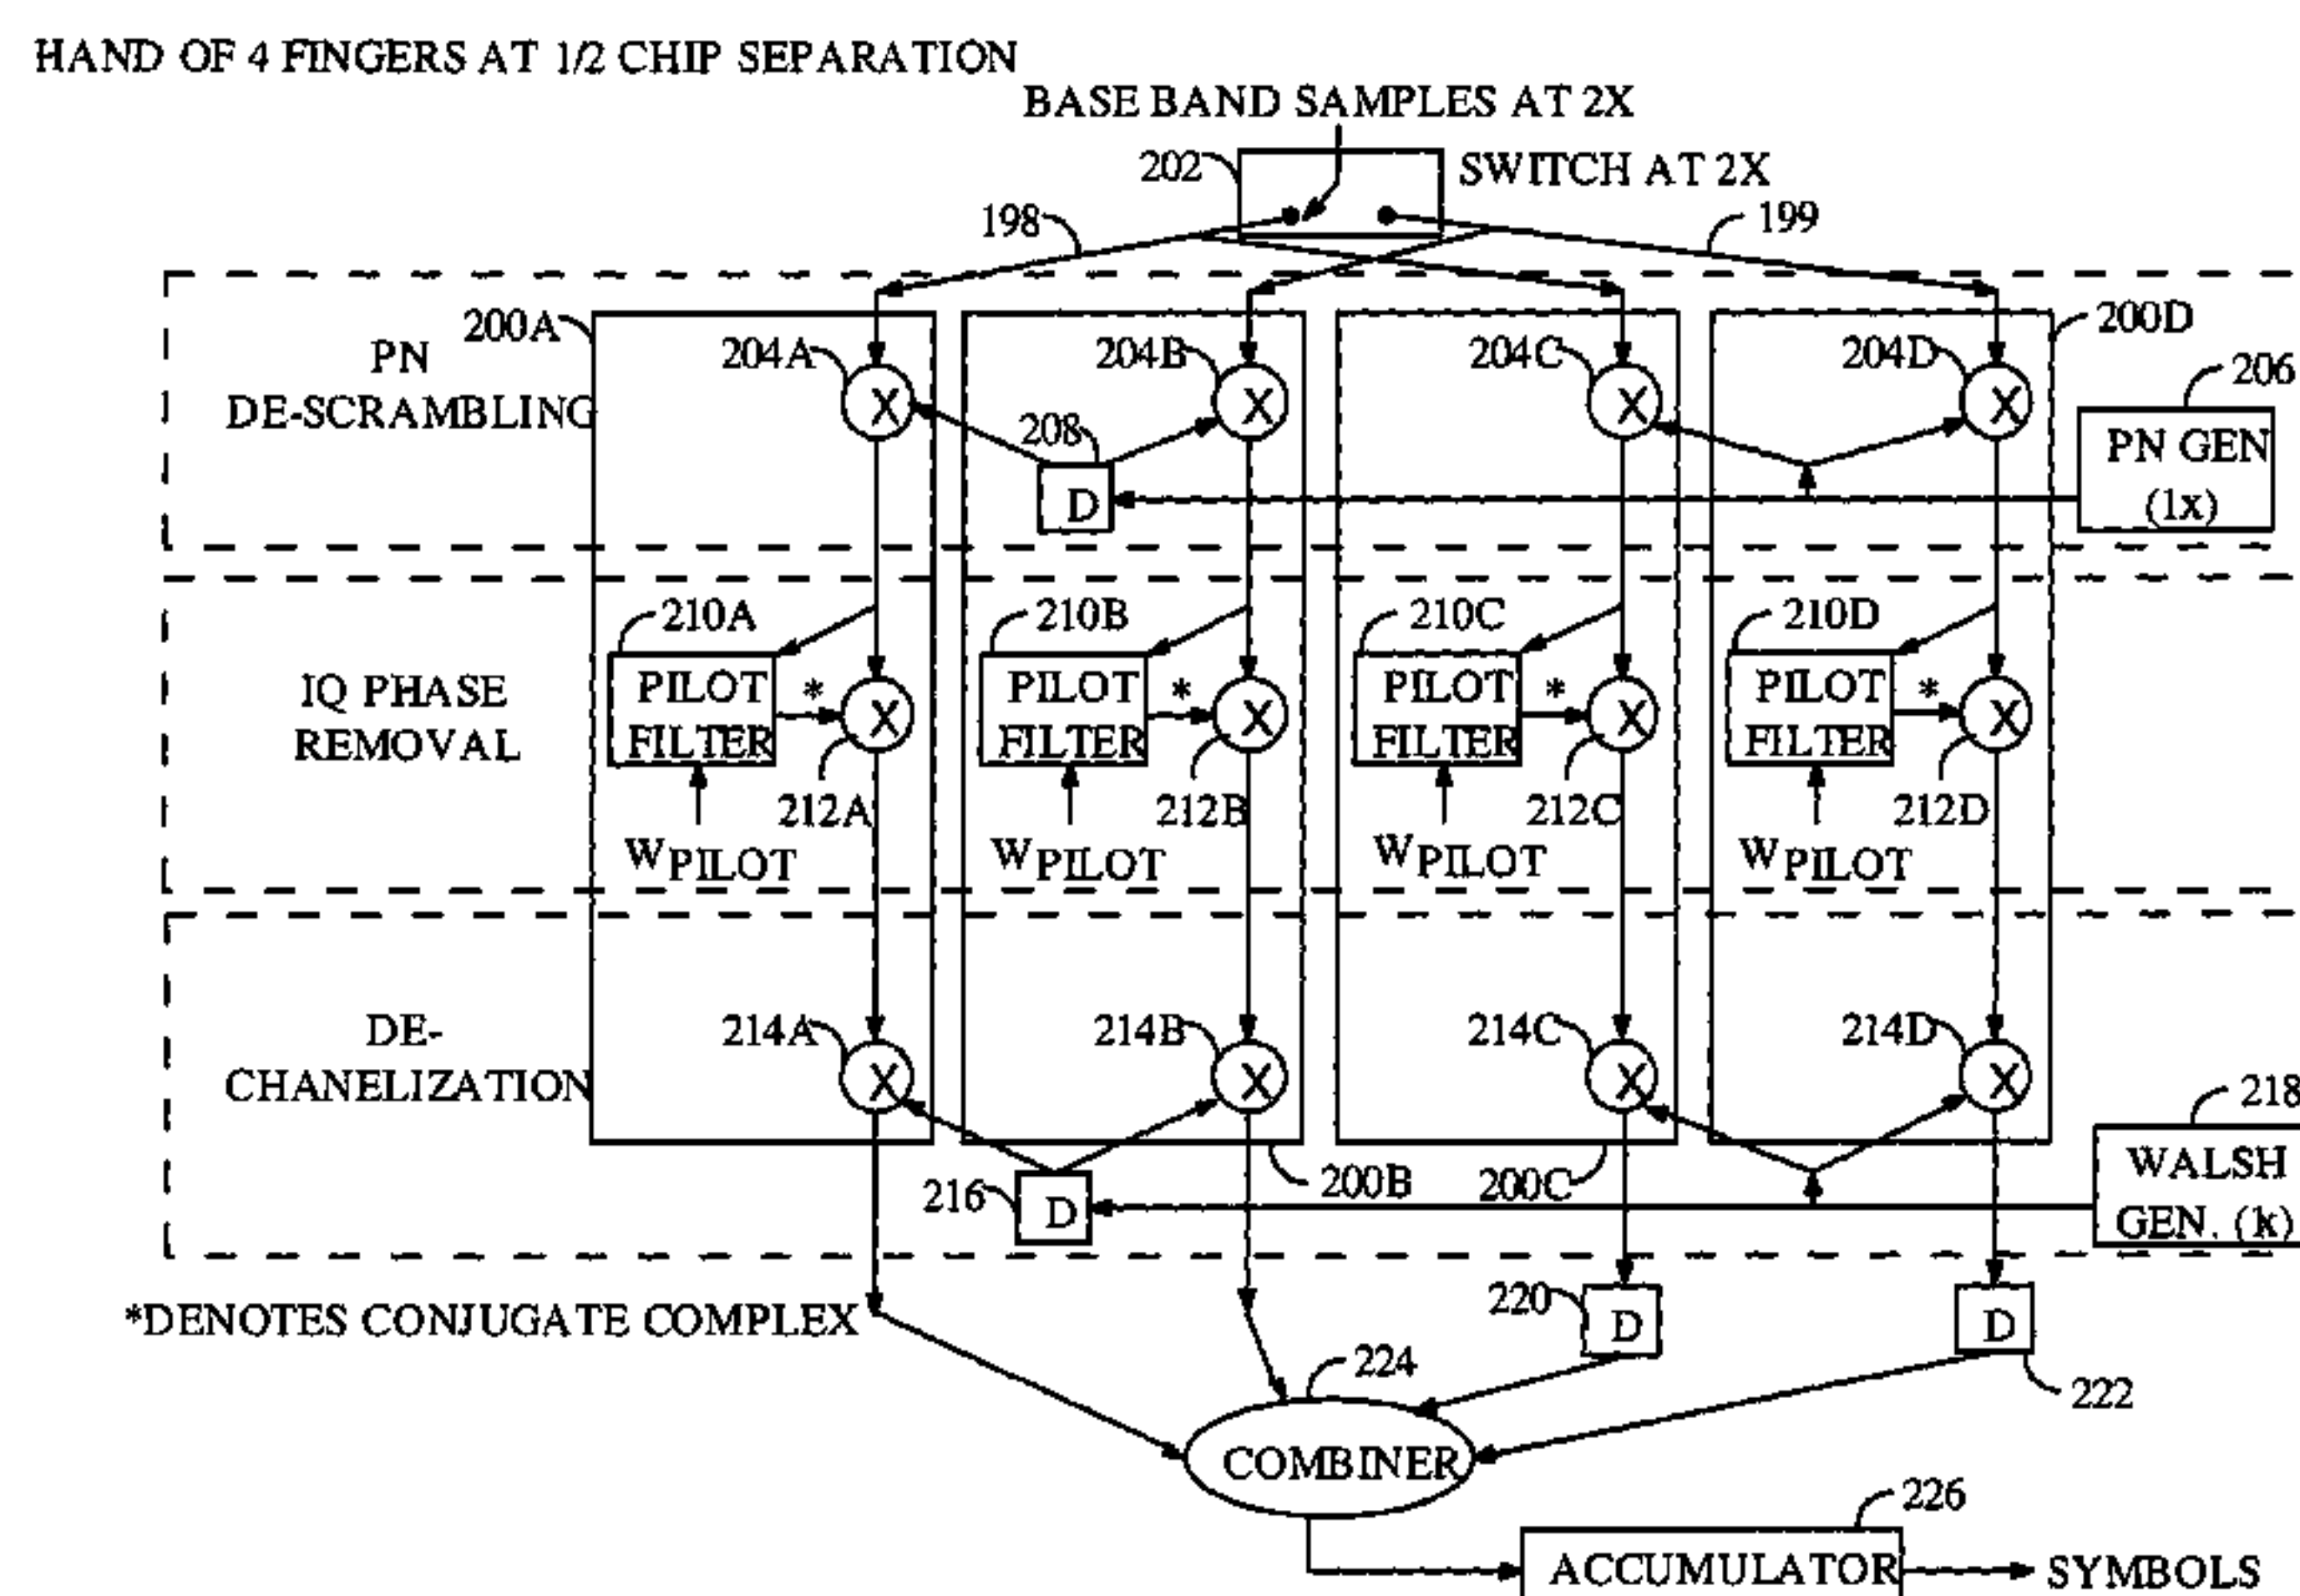 HAND OF 4 FINGERS AT 1/2 CHIP SEPARATION
BASE BAND SAMPLES AT 2X
202
SWITCH AT 2X
198
199
200A
200D
PN
DE-SCRAMBLING
204A
204B
204C
204D
X
X
X
X
206
PN GEN
(1x)
208
D
IQ PHASE
REMOVAL
210A
210B
210C
210D
PILOT
FILTER
*
X
PILOT
FILTER
*
X
PILOT
FILTER
*
X
PILOT
FILTER
*
X
212A
212B
212C
212D
WPILOT
WPILOT
WPILOT
WPILOT
DE-
CHANELIZATION
214A
214B
214C
214D
X
X
X
X
218
WALSH
GEN. (1x)
216
D
200B
200C
*DENOTES CONJUGATE COMPLEX
220
D
D
222
224
COMBINER
226
ACCUMULATOR
SYMBOLS